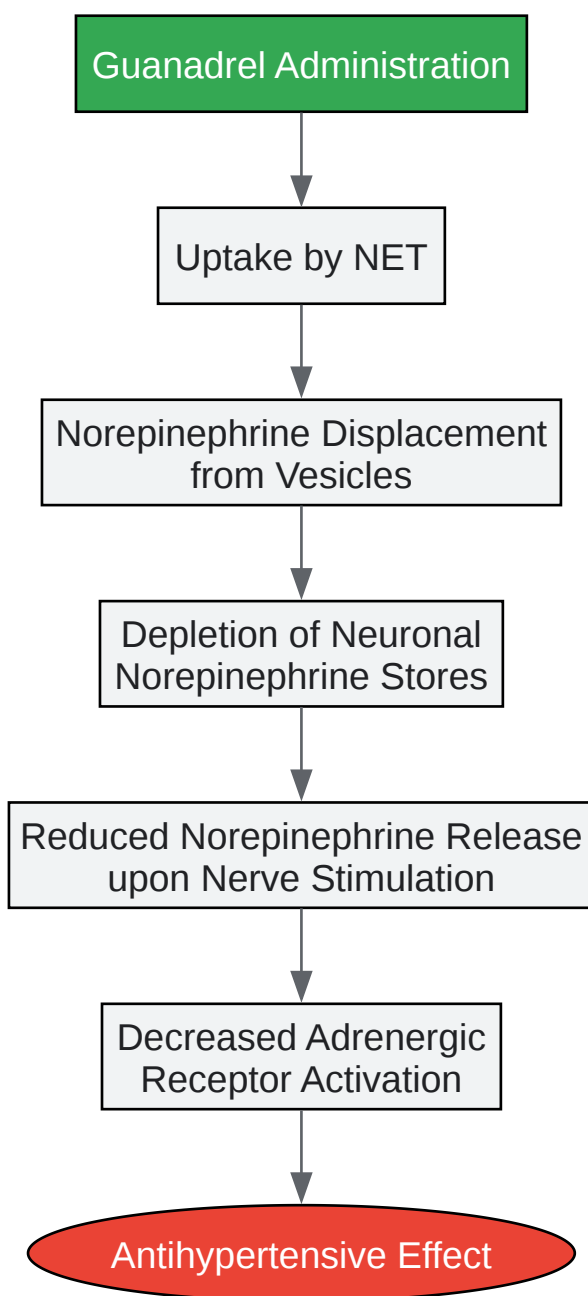 Guanadrel Administration
Uptake by NET
Norepinephrine Displacement
from Vesicles
Depletion of Neuronal
Norepinephrine Stores
Reduced Norepinephrine Release
upon Nerve Stimulation
Decreased Adrenergic
Receptor Activation
Antihypertensive Effect